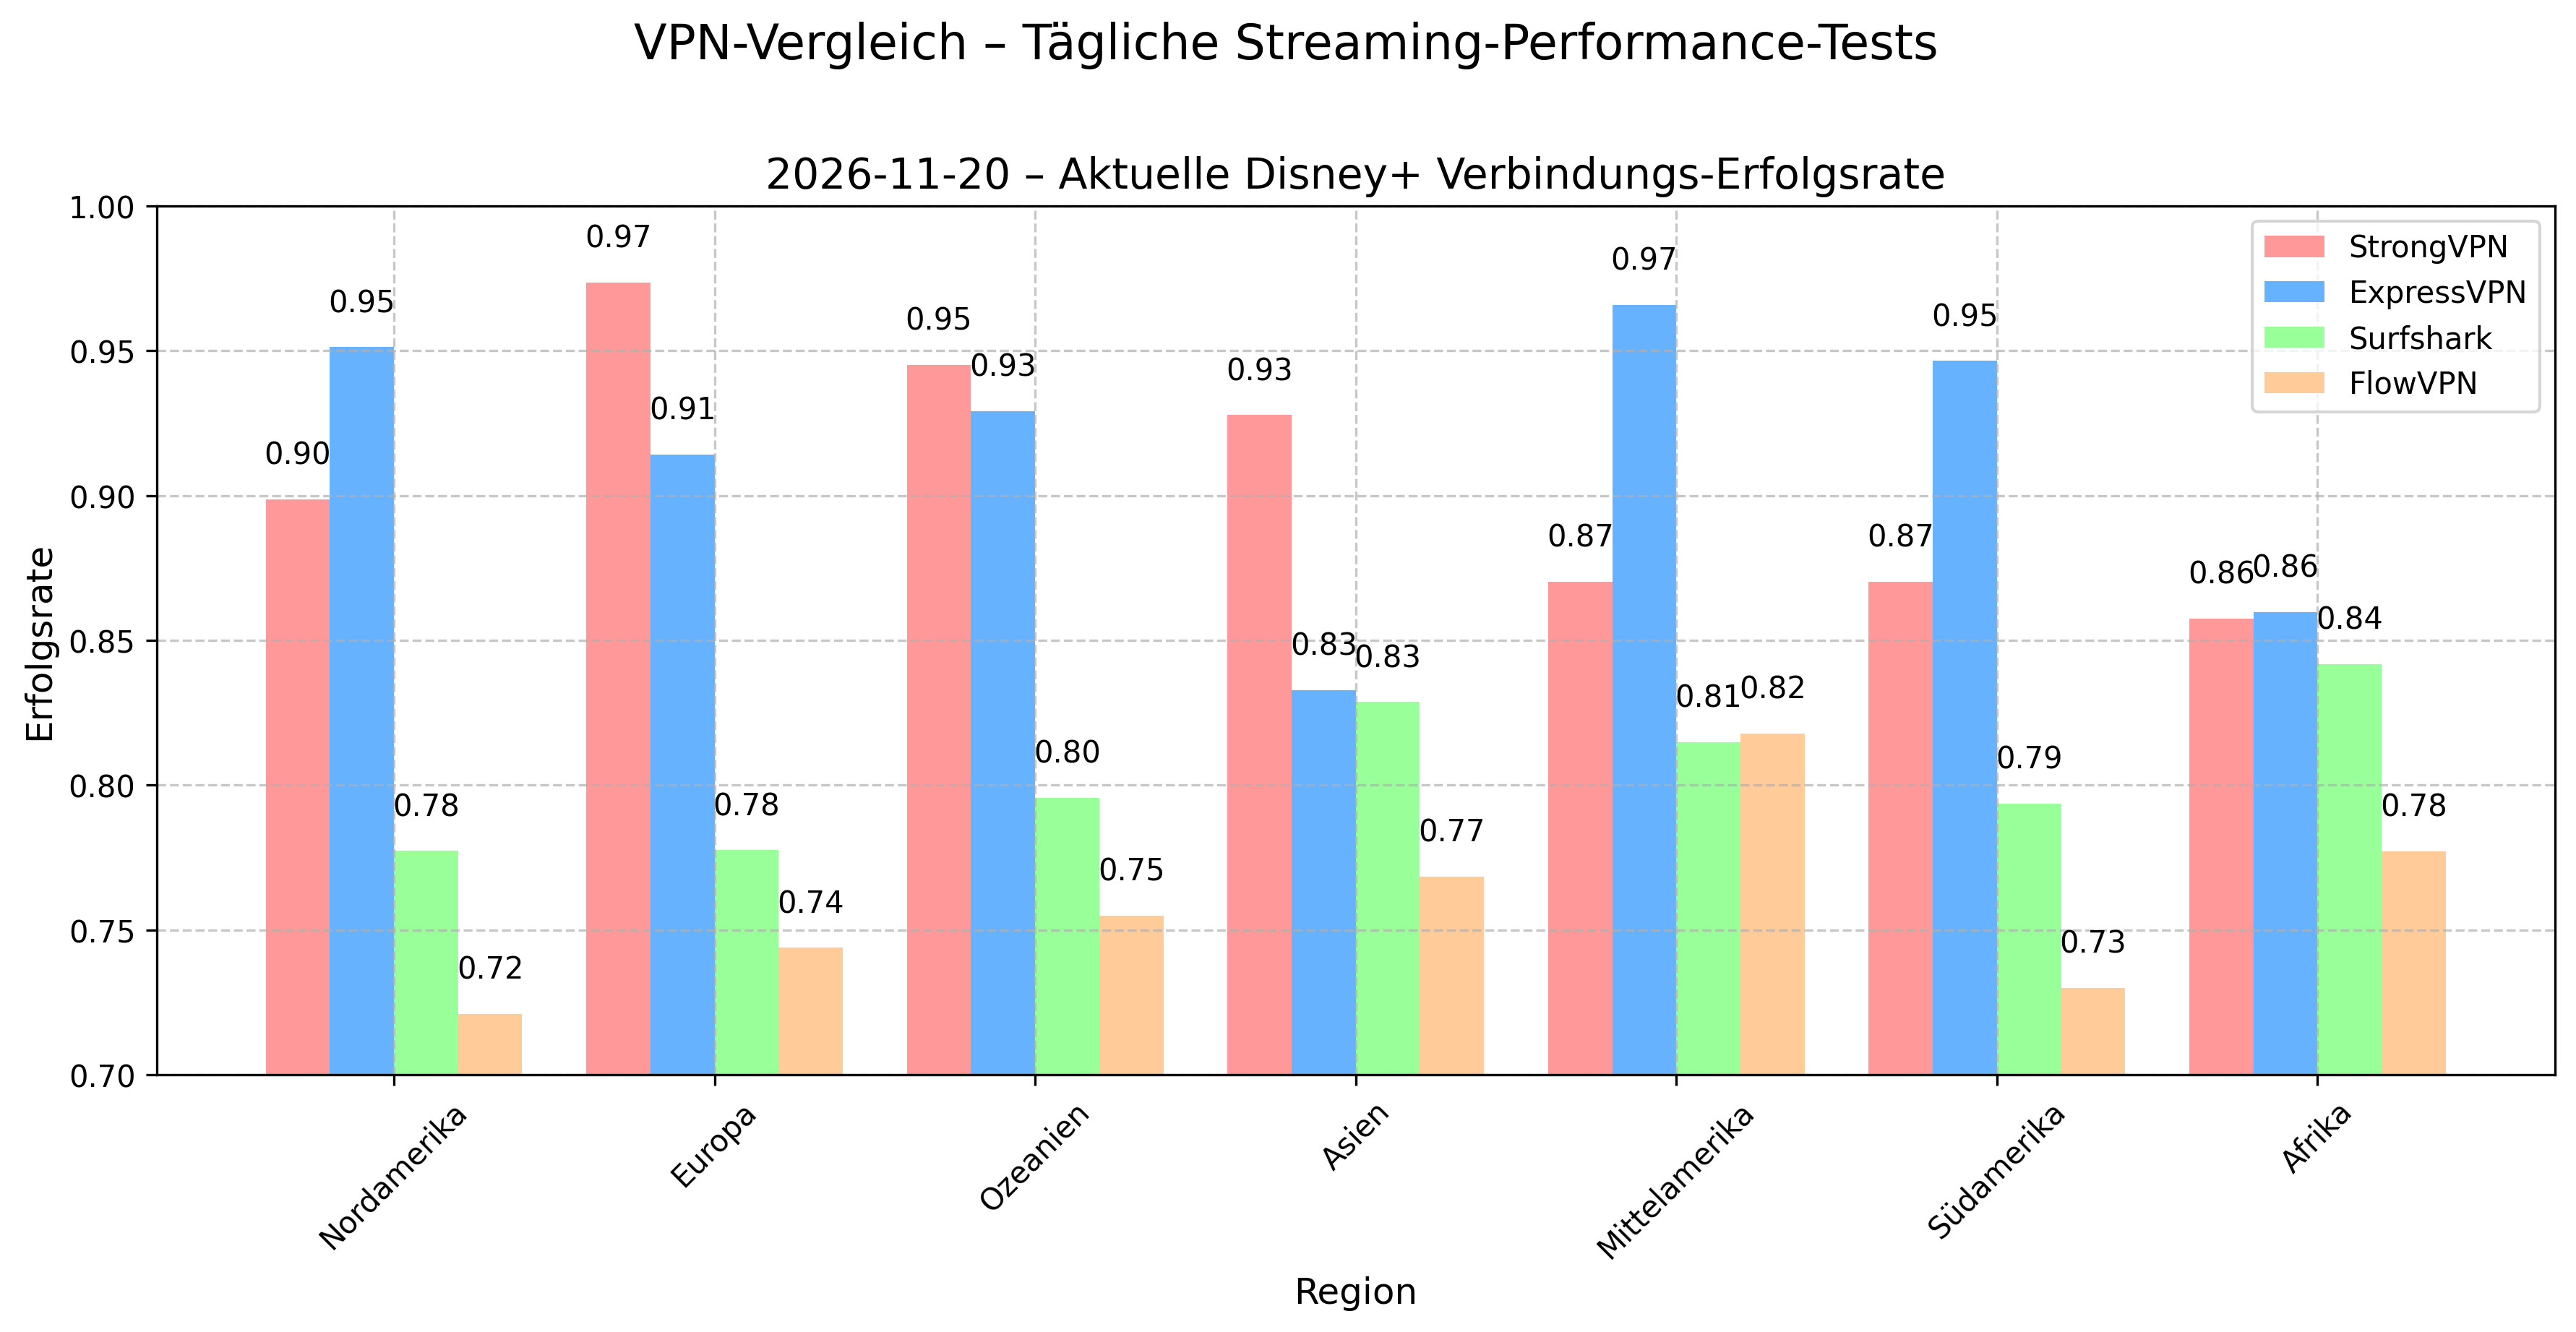 VPN-Vergleich – Tägliche Streaming-Performance-Tests
2026-11-20 – Aktuelle Disney+ Verbindungs-Erfolgsrate
StrongVPN
ExpressVPN
Surfshark
FlowVPN
Erfolgsrate
1.00
0.95
0.90
0.85
0.80
0.75
0.70
0.90
0.95
0.78
0.72
0.97
0.91
0.78
0.74
0.95
0.93
0.80
0.75
0.93
0.83
0.83
0.77
0.87
0.97
0.81
0.82
0.87
0.95
0.79
0.73
0.86
0.86
0.84
0.78
Nordamerika
Europa
Ozeanien
Asien
Mittelamerika
Südamerika
Afrika
Region